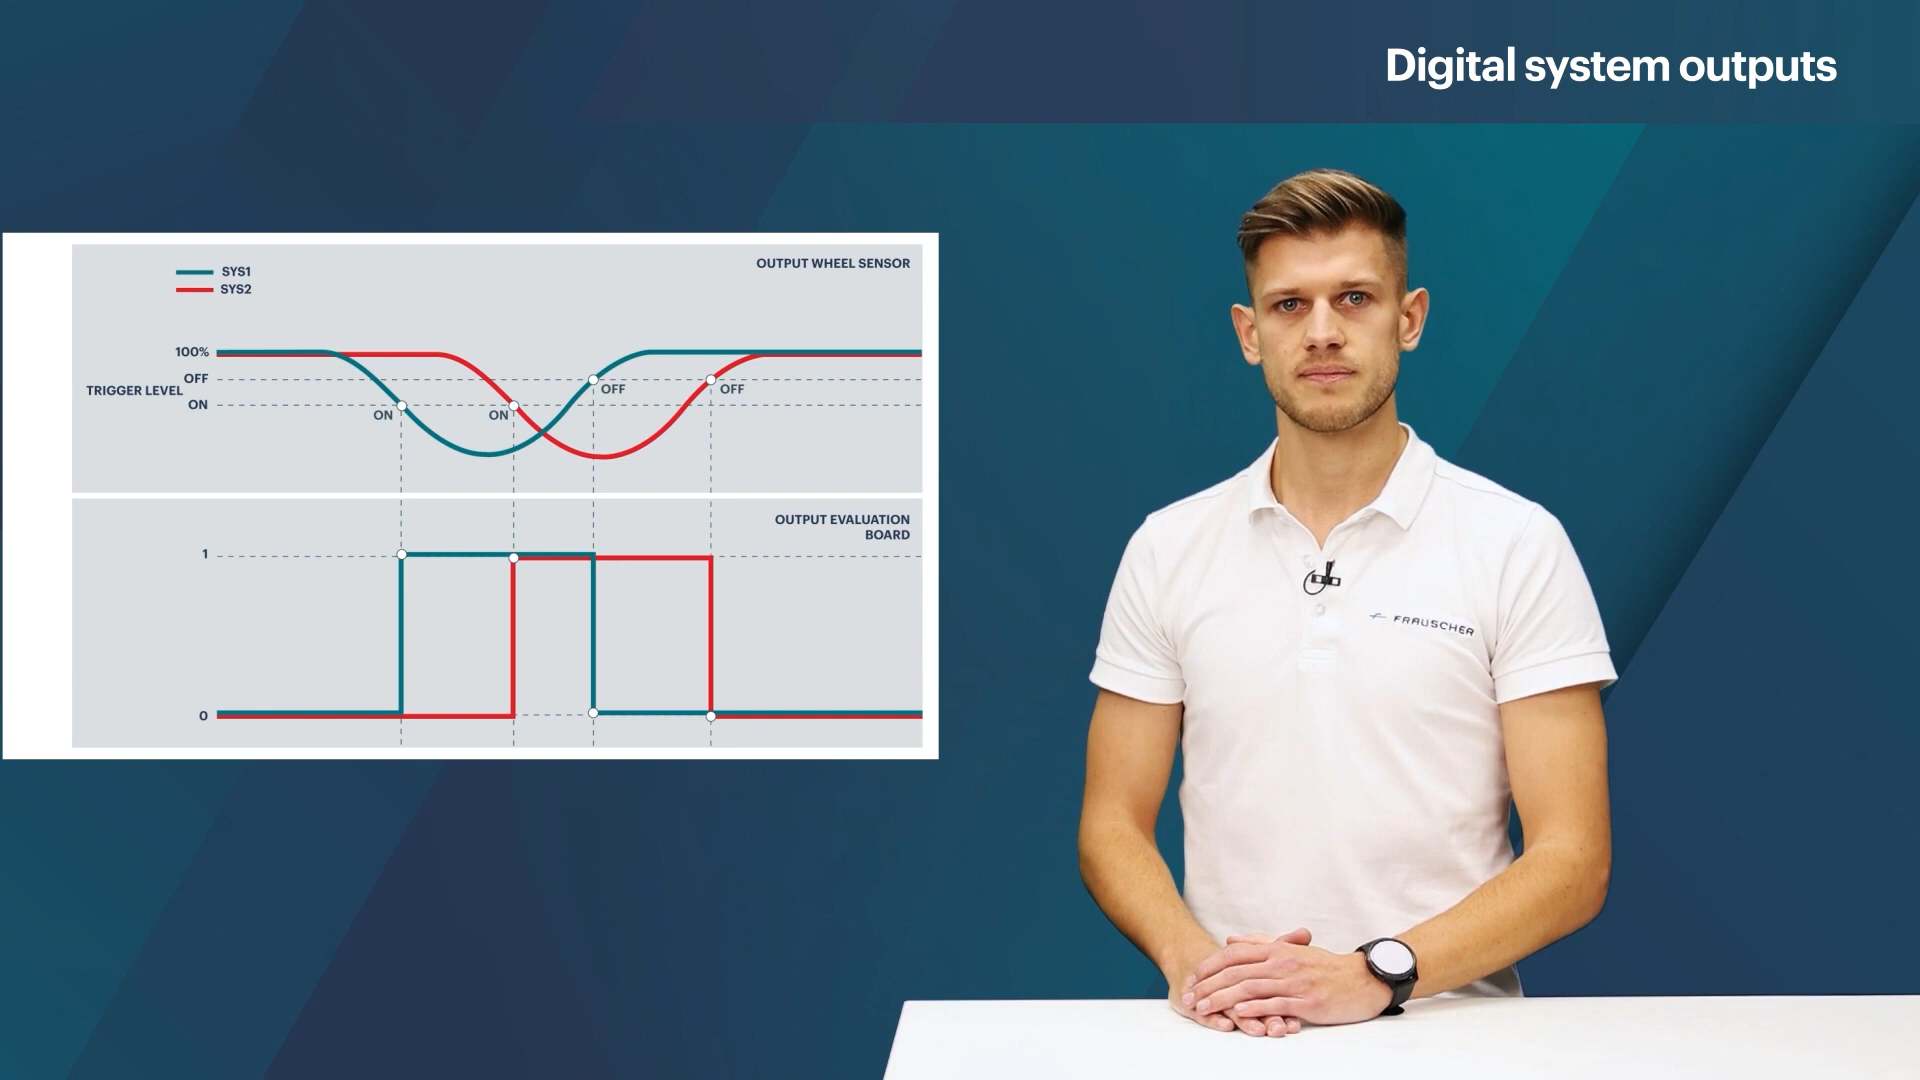 Digital system outputs
SYS1
SYS2
OUTPUT WHEEL SENSOR
100%
OFF
TRIGGER LEVEL
ON
ON
ON
OFF
OFF
OUTPUT EVALUATION
BOARD
1
0
FRAUSCHER